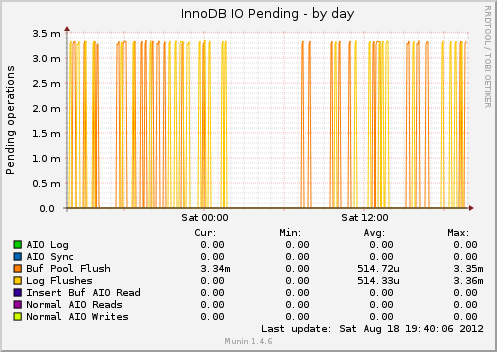 InnoDB IO Pending - by day
RRDTOOL / TOBI OETIKER
Pending operations
3.5 m
3.0 m
2.5 m
2.0 m
1.5 m
1.0 m
0.5 m
0.0
Sat 00:00 Sat 12:00
Cur: Min: Avg: Max:
AIO Log 0.00 0.00 0.00 0.00
AIO Sync 0.00 0.00 0.00 0.00
Buf Pool Flush 3.34m 0.00 514.72u 3.35m
Log Flushes 0.00 0.00 514.33u 3.36m
Insert Buf AIO Read 0.00 0.00 0.00 0.00
Normal AIO Reads 0.00 0.00 0.00 0.00
Normal AIO Writes 0.00 0.00 0.00 0.00
Last update: Sat Aug 18 19:40:06 2012
Munin 1.4.6